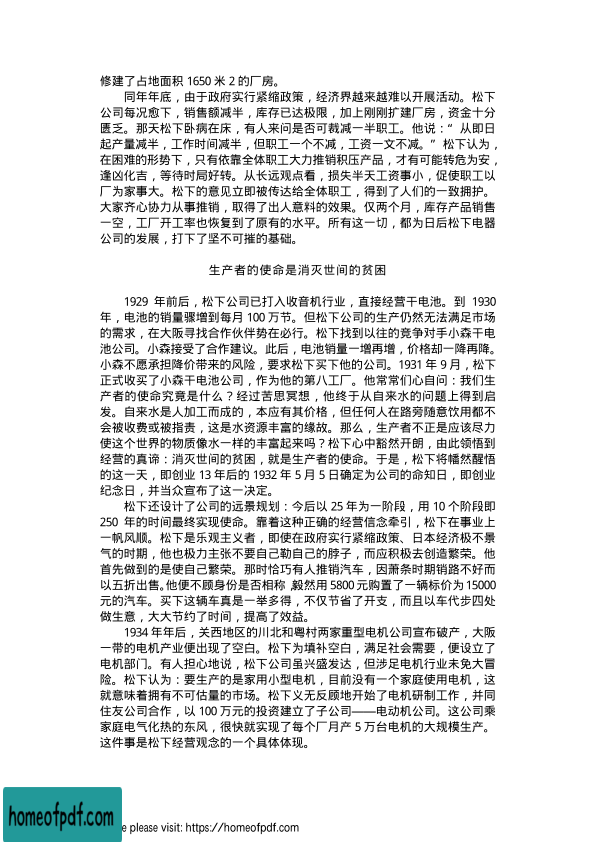 修建了占地面积 1650 米 2 的厂房。
同年年底，由于政府实行紧缩政策，经济界越来越难以开展活动。松下
公司每况愈下，销售额减半，库存已达极限，加上刚刚扩建厂房，资金十分
匮乏。那天松下卧病在床，有人来问是否可裁减一半职工。他说：“ 从即日
起产量减半，工作时间减半，但职工一个不减，工资一文不减。” 松下认为，
在困难的形势下，只有依靠全体职工大力推销积压产品，才有可能转危为安，
逢凶化吉，等待时局好转。从长远观点看，损失半天工资事小，促使职工以
厂为家事大。松下的意见立即被传达给全体职工，得到了人们的一致拥护。
大家齐心协力从事推销，取得了出人意料的效果。仅两个月，库存产品销售
一空，工厂开工率也恢复到了原有的水平。所有这一切，都为日后松下电器
公司的发展，打下了坚不可摧的基础。
生产者的使命是消灭世间的贫困
1929 年前后，松下公司已打入收音机行业，直接经营干电池。到 1930
年，电池的销量骤增到每月 100 万节。但松下公司的生产仍然无法满足市场
的需求，在大阪寻找合作伙伴势在必行。松下找到以往的竞争对手小森干电
池公司。小森接受了合作建议。此后，电池销量一增再增，价格却一降再降。
小森不愿承担降价带来的风险，要求松下买下他的公司。1931 年 9 月，松下
正式收买了小森干电池公司，作为他的第八工厂。他常常们心自问：我们生
产者的使命究竟是什么？经过苦思冥想，他终于从自来水的问题上得到启
发。自来水是人加工而成的，本应有其价格，但任何人在路旁随意饮用都不
会被收费或被指责，这是水资源丰富的缘故。那么，生产者不正是应该尽力
使这个世界的物质像水一样的丰富起来吗？松下心中豁然开朗，由此领悟到
经营的真谛：消灭世间的贫困，就是生产者的使命。于是，松下将幡然醒悟
的这一天，即创业 13 年后的 1932 年 5 月 5 日确定为公司的命知日，即创业
纪念日，并当众宣布了这一决定。
松下还设计了公司的远景规划：今后以 25 年为一阶段，用 10 个阶段即
250 年的时间最终实现使命。靠着这种正确的经营信念牵引，松下在事业上
一帆风顺。松下是乐观主义者，即使在政府实行紧缩政策、日本经济极不景
气的时期，他也极力主张不要自己勒自己的脖子，而应积极去创造繁荣。他
首先做到的是使自己繁荣。那时恰巧有人推销汽车，因萧条时期销路不好而
以五折出售。他便不顾身份是否相称，毅然用 5800 元购置了一辆标价为 15000
元的汽车。买下这辆车真是一举多得，不仅节省了开支，而且以车代步四处
做生意，大大节约了时间，提高了效益。
1934 年年后，关西地区的川北和粤村两家重型电机公司宣布破产，大阪
一带的电机产业便出现了空白。松下为填补空白，满足社会需要，便设立了
电机部门。有人担心地说，松下公司虽兴盛发达，但涉足电机行业未免大冒
险。松下认为：要生产的是家用小型电机，目前没有一个家庭使用电机，这
就意味着拥有不可估量的市场。松下义无反顾地开始了电机研制工作，并同
住友公司合作，以 100 万元的投资建立了子公司——电动机公司。这公司乘
家庭电气化热的东风，很快就实现了每个厂月产 5 万台电机的大规模生产。
这件事是松下经营观念的一个具体体现。
homeofpdf.com
e please visit: https://homeofpdf.com